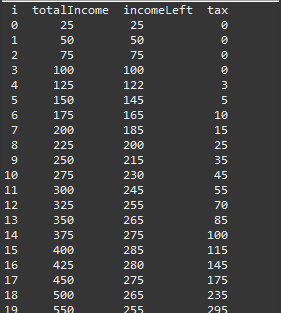 i totalIncome incomeLeft tax
0 25 25 0
1 50 50 0
2 75 75 0
3 100 100 0
4 125 122 3
5 150 145 5
6 175 165 10
7 200 185 15
8 225 200 25
9 250 215 35
10 275 230 45
11 300 245 55
12 325 255 70
13 350 265 85
14 375 275 100
15 400 285 115
16 425 280 145
17 450 275 175
18 500 265 235
19 550 255 295